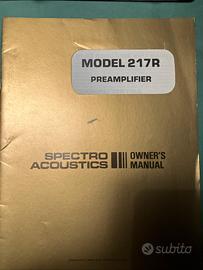 MODEL 217R
PREAMPLIFIER
SPECTRO
ACOUSTICS
OWNER'S
MANUAL
subito